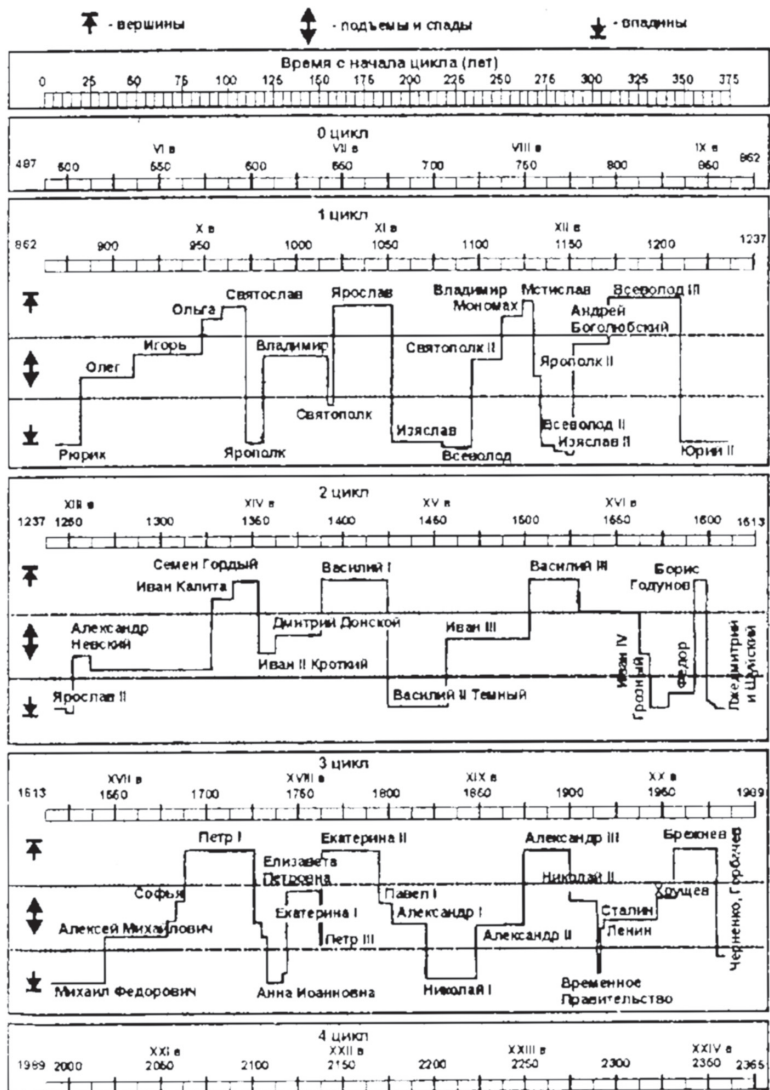 - вершины - подъемы и спады - впадины
Время с начала цикла (лет)
0 25 50 75 100 110 150 175 200 225 250 275 300 310 350 375
0 цикл
VI в VII в VIII в IX в
487 500 550 600 650 700 750 800 860 862
1 цикл
X в XI в XII в
862 900 950 1000 1050 1100 1150 1200 1237
Святослав Ярослав Владимир Мстислав Всеволод III
Ольга Мономах Андрей
Боголюбский
Игорь Владимир Святополк II
Олег Ярополк II
Святополк
Изяслав Всеволод II
Изяслав II
Рюрик Ярополк Всеволод Юрий II
2 цикл
XIII в XIV в XV в XVI в
1237 1250 1300 1350 1400 1450 1500 1550 1600 1613
Семен Гордый Василий I Василий III Борис
Иван Калита Годунов
Александр Дмитрий Донской Иван III
Невский
Иван II Кроткий
Иван IV
Грозный
Федор
Лжедмитрий
и Шуйский
Ярослав II Василий II Темный
3 цикл
XVII в XVIII в XIX в XX в
1613 1650 1700 1750 1800 1850 1900 1950 1989
Петр I Екатерина II Александр III Брежнев
Елизавета
Петровна Николай II
Софья Павел I Хрущев
Екатерина I Александр I Сталин
Алексей Михайлович Петр III Александр II Ленин
Черненко, Горбачев
Михаил Федорович Анна Иоанновна Николай I Временное
Правительство
4 цикл
XXI в XXII в XXIII в XXIV в
1989 2000 2050 2100 2150 2200 2250 2300 2350 2365